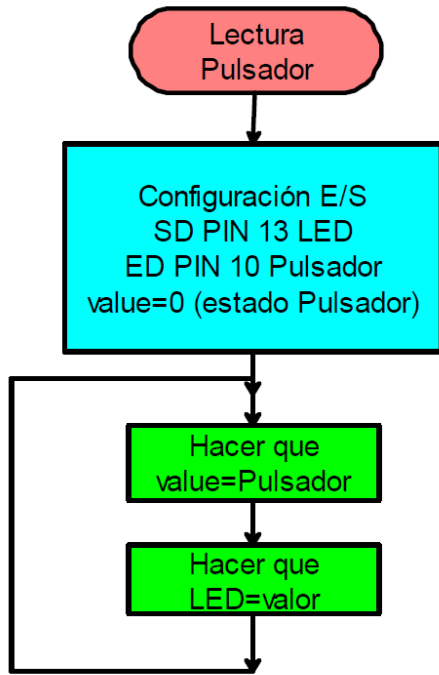 Lectura
Pulsador
Configuración E/S
SD PIN 13 LED
ED PIN 10 Pulsador
value=0 (estado Pulsador)
Hacer que
value=Pulsador
Hacer que
LED=valor